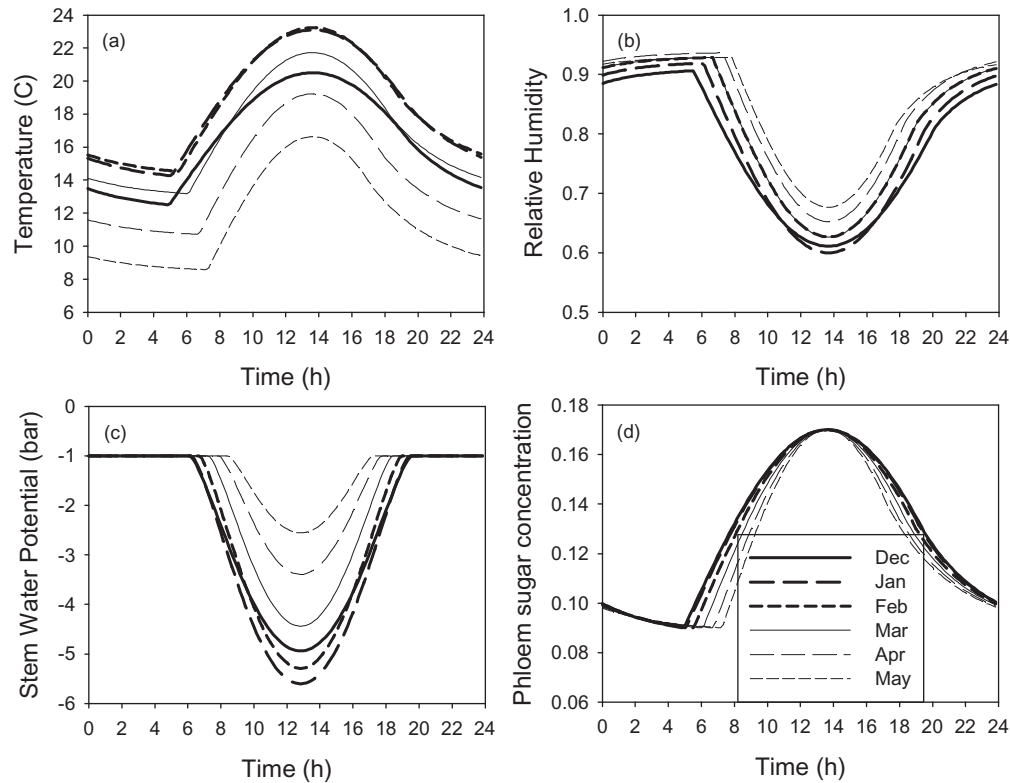 (a)
Temperature (C)
24
22
20
18
16
14
12
10
8
6
0 2 4 6 8 10 12 14 16 18 20 22 24
Time (h)
(b)
Relative Humidity
1.0
0.9
0.8
0.7
0.6
0.5
0 2 4 6 8 10 12 14 16 18 20 22 24
Time (h)
(c)
Stem Water Potential (bar)
0
-1
-2
-3
-4
-5
-6
0 2 4 6 8 10 12 14 16 18 20 22 24
Time (h)
(d)
Phloem sugar concentration
0.18
0.16
0.14
0.12
0.10
0.08
0.06
Dec
Jan
Feb
Mar
Apr
May
0 2 4 6 8 10 12 14 16 18 20 22 24
Time (h)